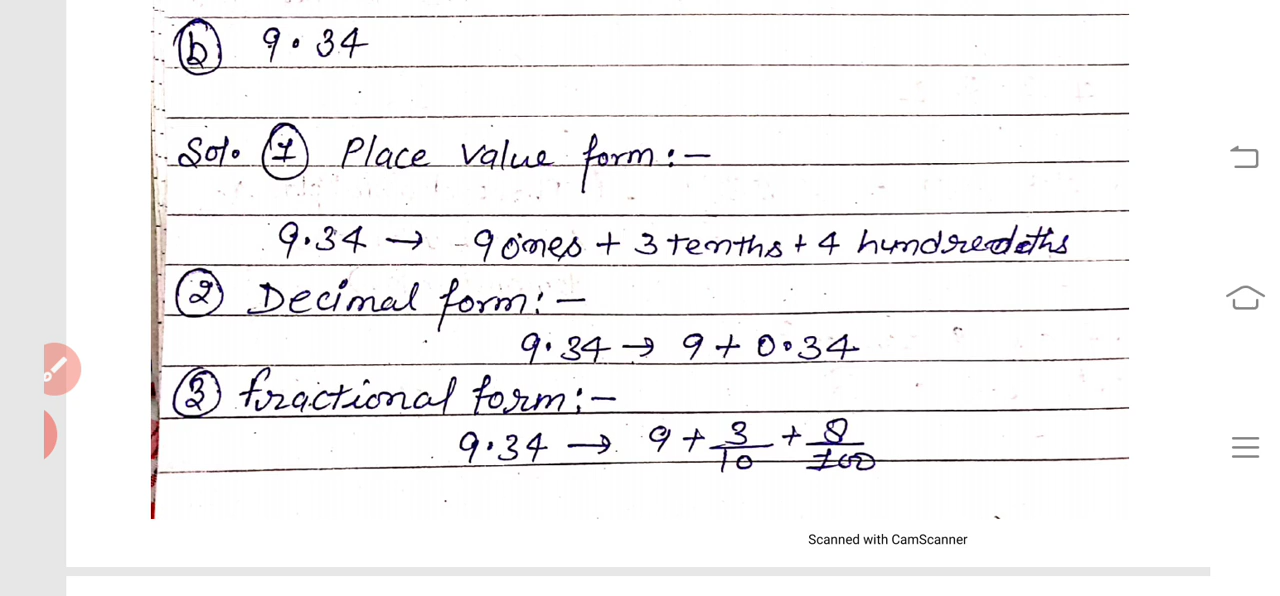 (b) 9.34
Sol. (1) Place value form:-
9.34 → 9 ones + 3 tenths + 4 hundredths
(2) Decimal form:-
9.34 → 9 + 0.34
(3) fractional form:-
9.34 → 9 + 3/10 + 8/100
Scanned with CamScanner